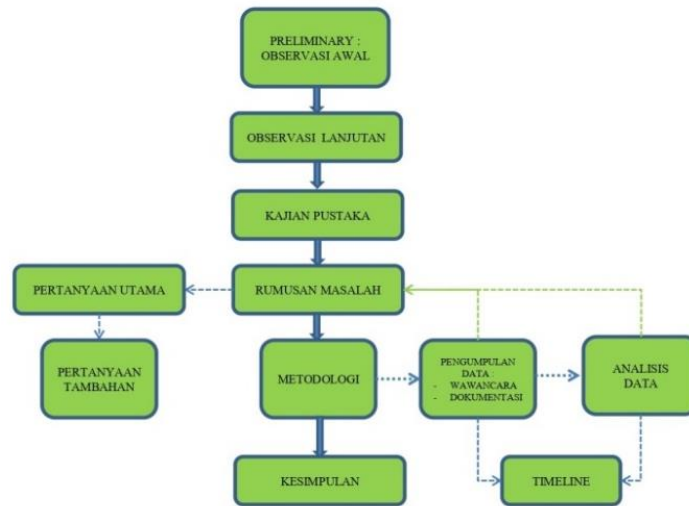 PRELIMINARY :
OBSERVASI AWAL
OBSERVASI LANJUTAN
KAJIAN PUSTAKA
PERTANYAAN UTAMA
RUMUSAN MASALAH
PERTANYAAN
TAMBAHAN
METODOLOGI
PENGUMPULAN
DATA :
- WAWANCARA
- DOKUMENTASI
ANALISIS
DATA
KESIMPULAN
TIMELINE